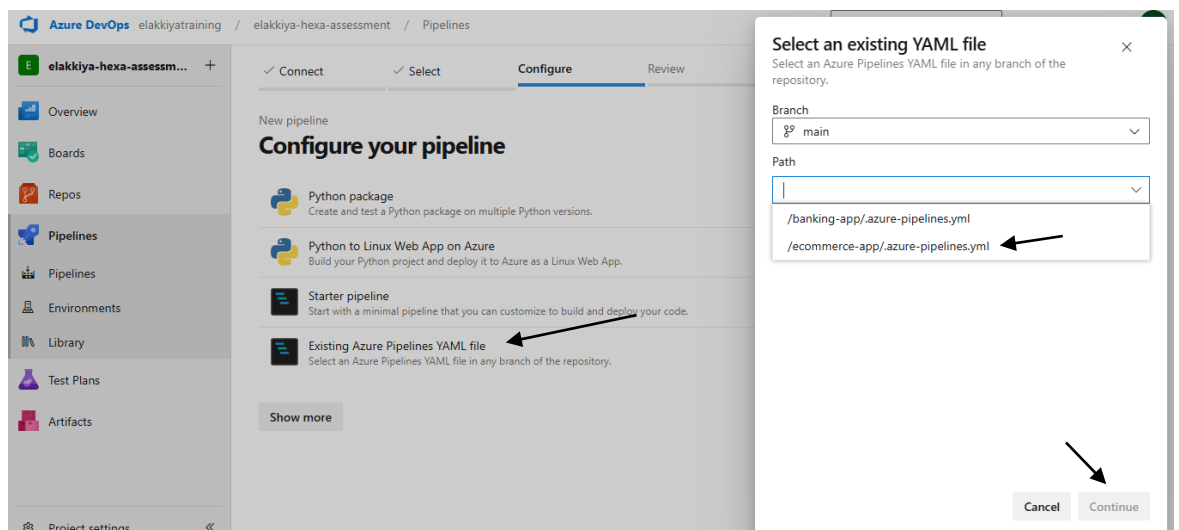 Azure DevOps elakkiyatraining / elakkiya-hexa-assessment / Pipelines
E elakkiya-hexa-assessm... +
Overview
Boards
Repos
Pipelines
Pipelines
Environments
Library
Test Plans
Artifacts
Project settings
Connect
Select
Configure
Review
New pipeline
Configure your pipeline
Python package
Create and test a Python package on multiple Python versions.
Python to Linux Web App on Azure
Build your Python project and deploy it to Azure as a Linux Web App.
Starter pipeline
Start with a minimal pipeline that you can customize to build and deploy your code.
Existing Azure Pipelines YAML file
Select an Azure Pipelines YAML file in any branch of the repository.
Show more
Select an existing YAML file
Select an Azure Pipelines YAML file in any branch of the
repository.
Branch
main
Path
/banking-app/.azure-pipelines.yml
/ecommerce-app/.azure-pipelines.yml
Cancel
Continue